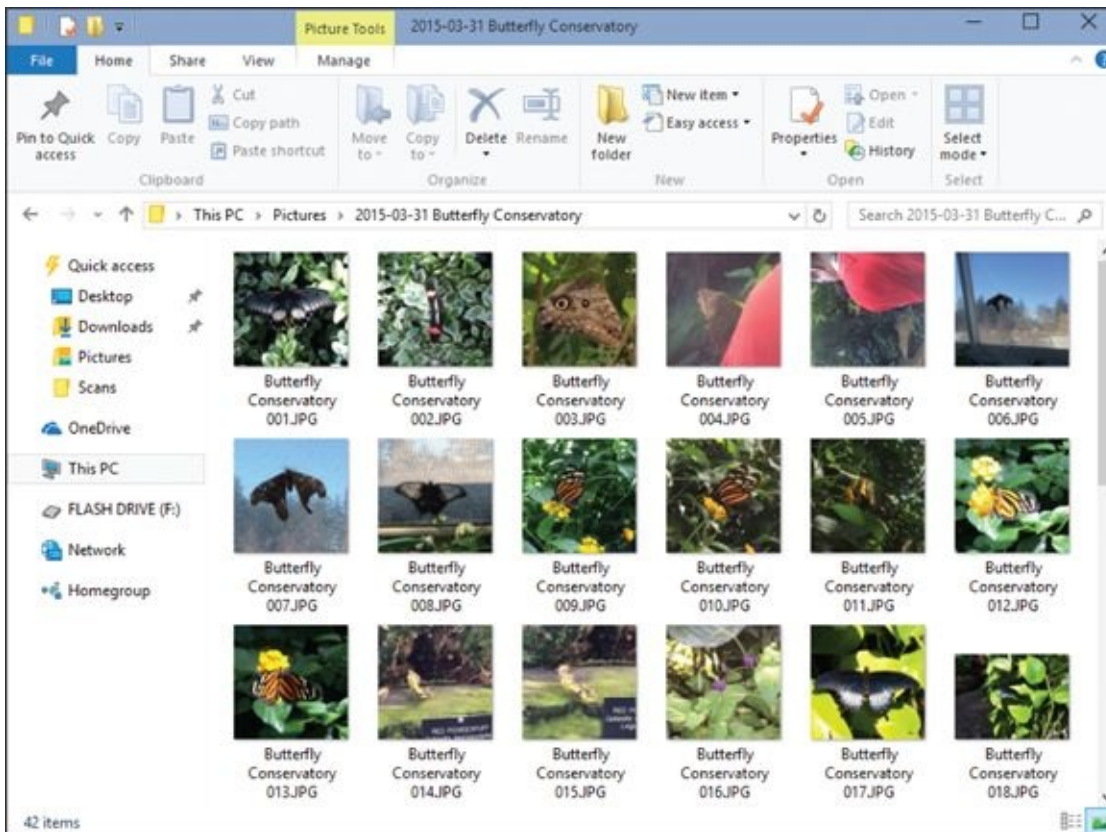 Picture Tools 2015-03-31 Butterfly Conservatory
File Home Share View Manage
Pin to Quick access
Copy
Paste
Cut
Copy path
Paste shortcut
Clipboard
Move to
Copy to
Delete
Rename
Organize
New folder
New item
Easy access
New
Properties
Open
Edit
History
Open
Select mode
Select
This PC > Pictures > 2015-03-31 Butterfly Conservatory
Search 2015-03-31 Butterfly C...
Quick access
Desktop
Downloads
Pictures
Scans
OneDrive
This PC
FLASH DRIVE (F:)
Network
Homegroup
Butterfly Conservatory 001.JPG
Butterfly Conservatory 002.JPG
Butterfly Conservatory 003.JPG
Butterfly Conservatory 004.JPG
Butterfly Conservatory 005.JPG
Butterfly Conservatory 006.JPG
Butterfly Conservatory 007.JPG
Butterfly Conservatory 008.JPG
Butterfly Conservatory 009.JPG
Butterfly Conservatory 010.JPG
Butterfly Conservatory 011.JPG
Butterfly Conservatory 012.JPG
Butterfly Conservatory 013.JPG
Butterfly Conservatory 014.JPG
Butterfly Conservatory 015.JPG
Butterfly Conservatory 016.JPG
Butterfly Conservatory 017.JPG
Butterfly Conservatory 018.JPG
42 items